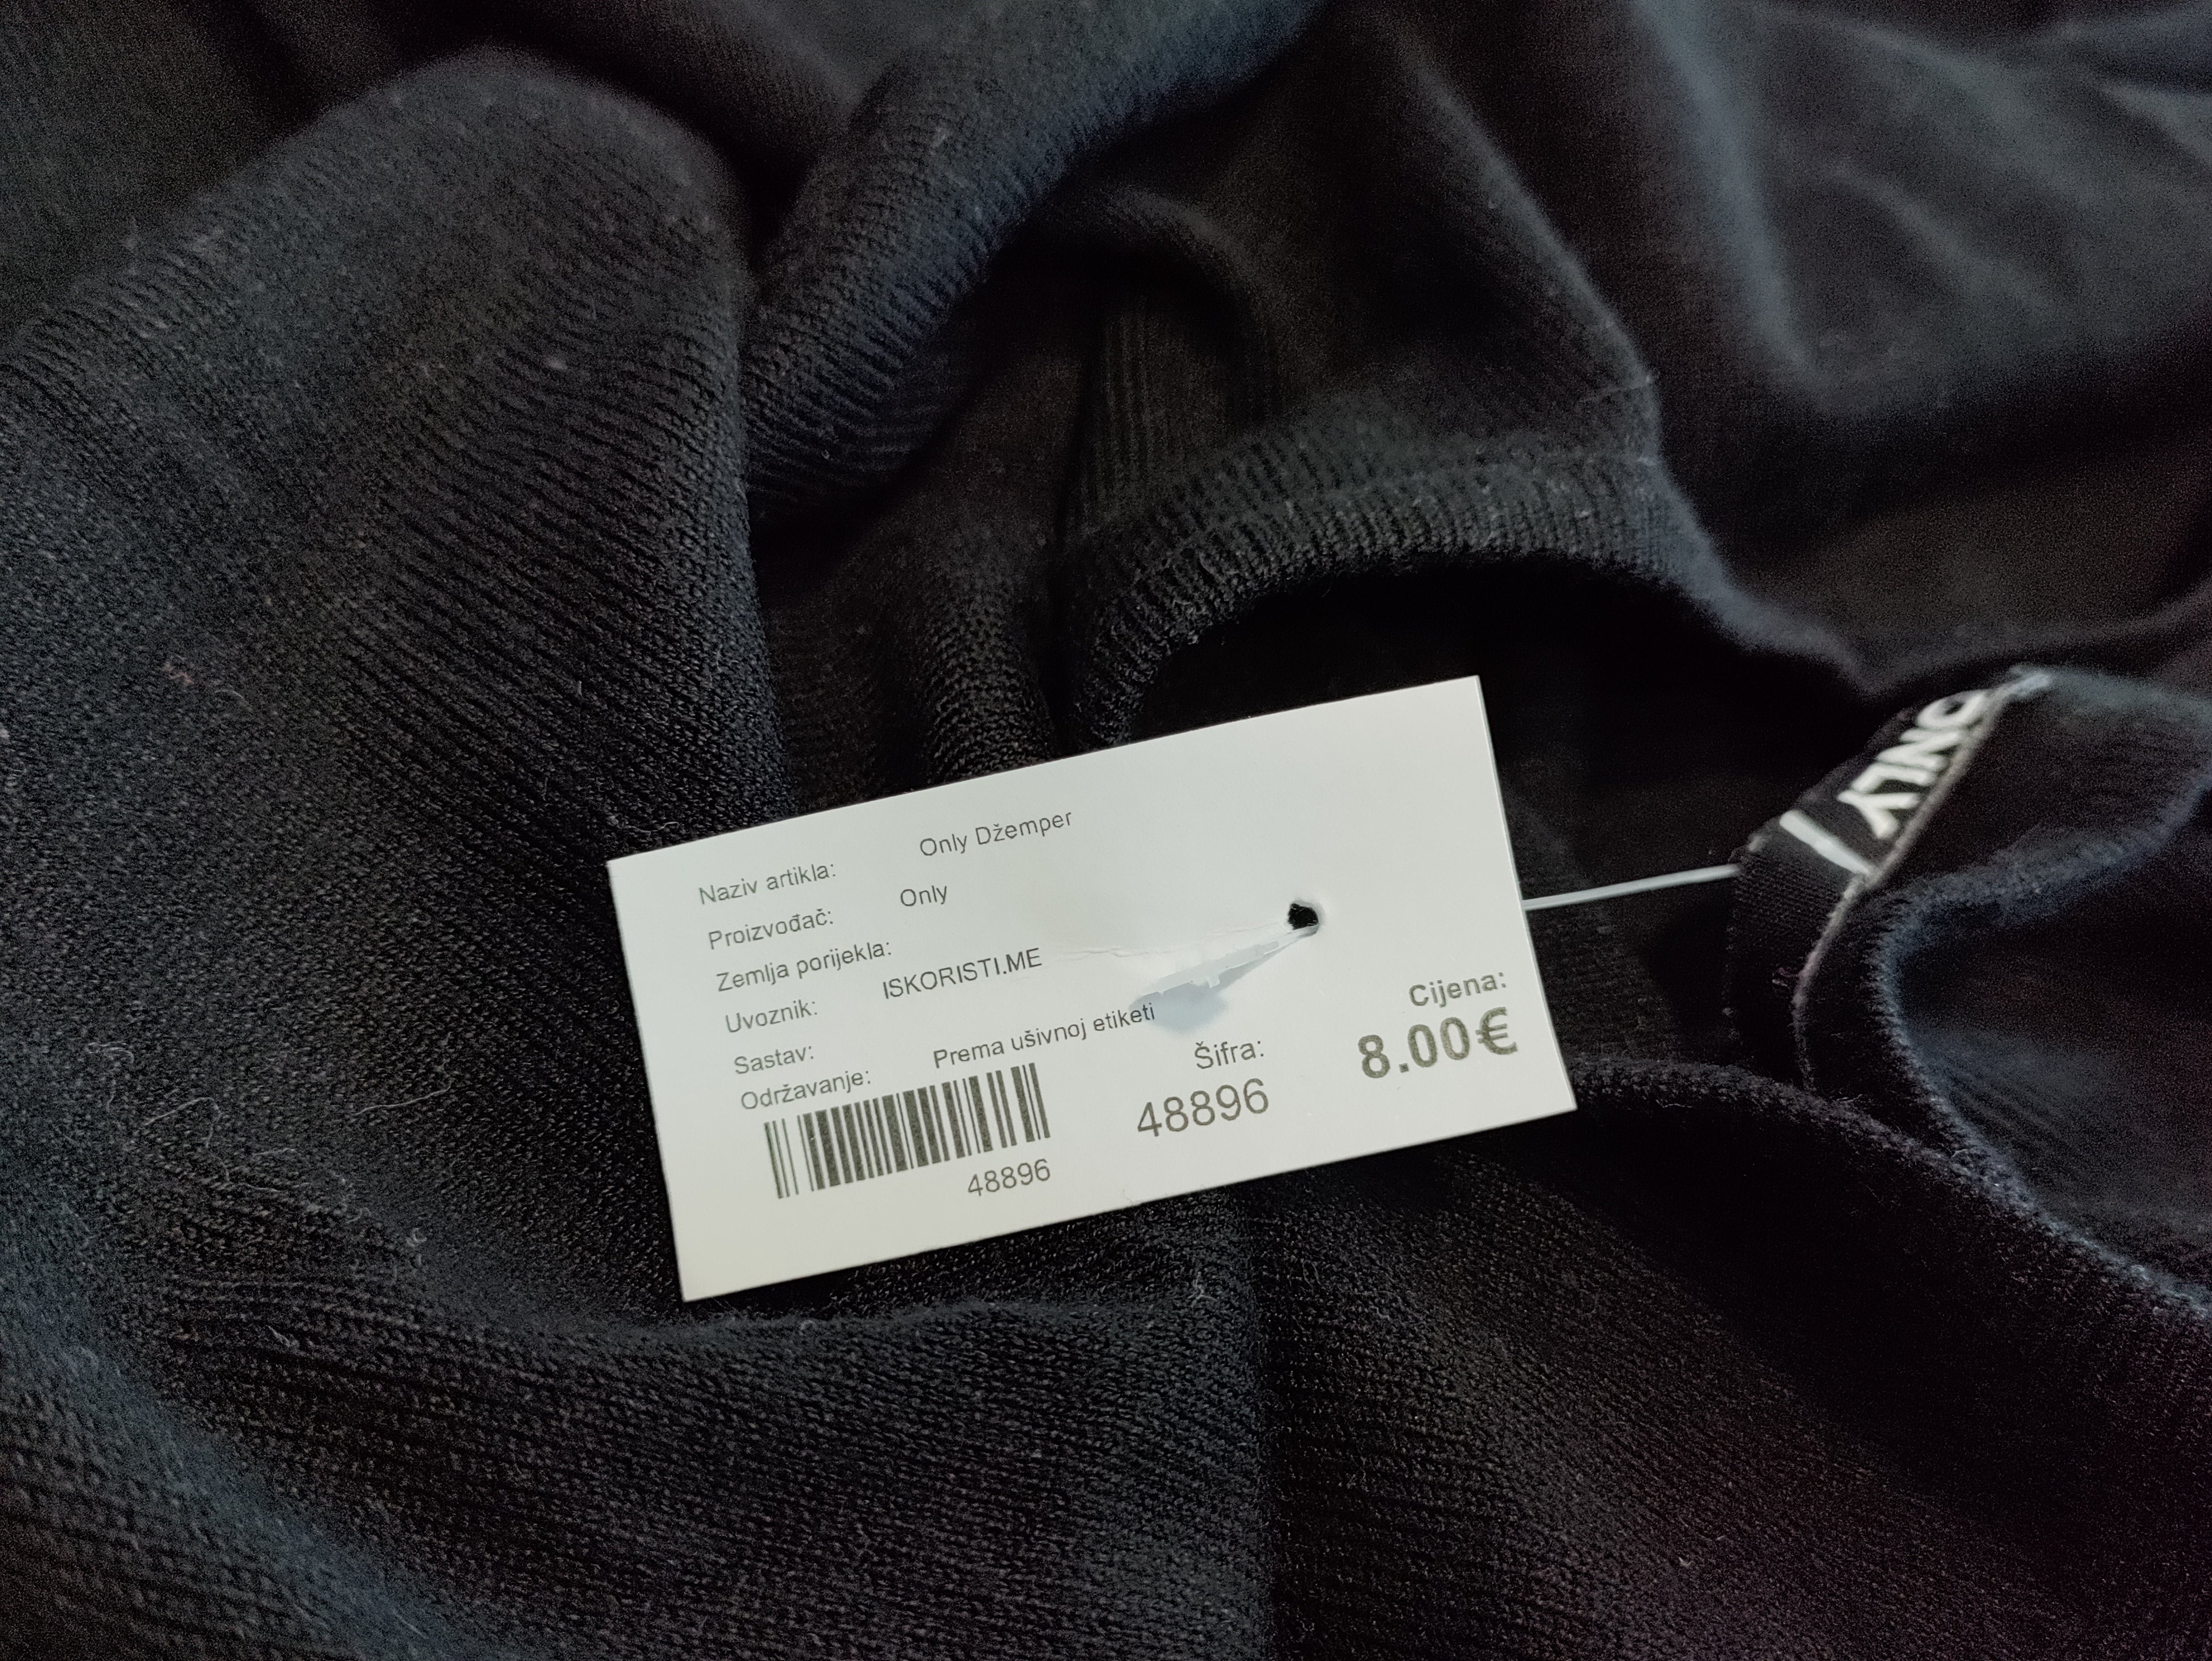 Naziv artikla: Only Džemper
Proizvođač: Only
Zemlja porijekla:
Uvoznik: ISKORISTI.ME
Sastav:
Održavanje: Prema ušivnoj etiketi
48896
Šifra:
48896
Cijena:
8.00€
ONLY